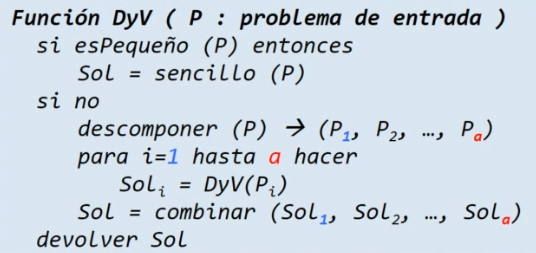 Función DyV ( P : problema de entrada )
si esPequeño (P) entonces
Sol = sencillo (P)
si no
descomponer (P) → (P₁, P₂, …, Pₐ)
para i=1 hasta a hacer
Solᵢ = DyV(Pᵢ)
Sol = combinar (Sol₁, Sol₂, …, Solₐ)
devolver Sol